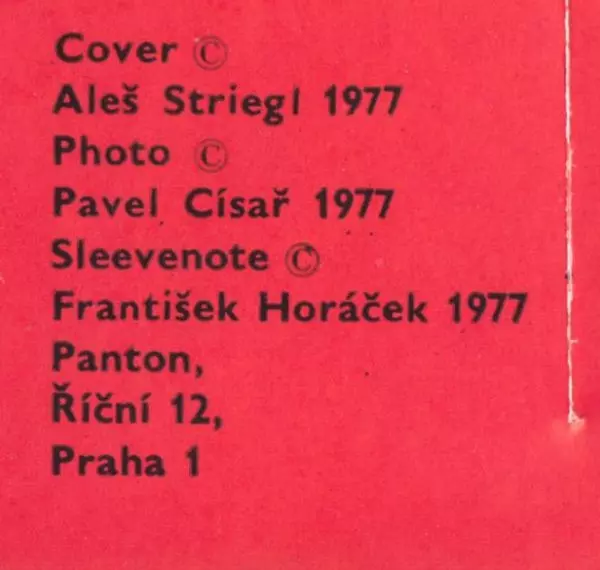 Cover ©
Aleš Striegl 1977
Photo ©
Pavel Císař 1977
Sleevenote ©
František Horáček 1977
Panton,
Říční 12,
Praha 1